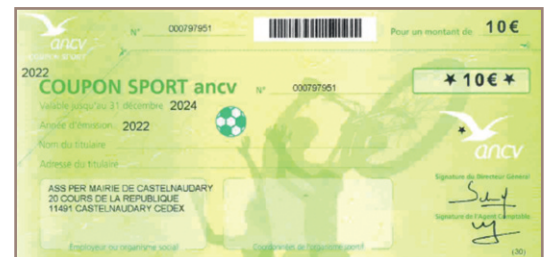 ancv
COUPON SPORT
N° 000797951
Pour un montant de 10€
2022
COUPON SPORT ancv N° 000797951
*10€*
Valable jusqu'au 31 décembre 2024
Année d'émission 2022
Nom du titulaire
Adresse du titulaire
ancv
Signature du Directeur Général
ASS PER MAIRIE DE CASTELNAUDARY
20 COURS DE LA REPUBLIQUE
11491 CASTELNAUDARY CEDEX
Signature de l'Agent Comptable
Employeur ou organisme social
Coordonnées de l'organisme sportif
(30)